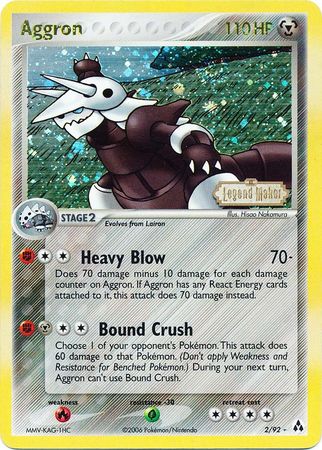 Aggron 110 HP
Legend Maker
Illus. Hisao Nakamura
STAGE 2
Evolves from Lairon
Heavy Blow 70-
Does 70 damage minus 10 damage for each damage
counter on Aggron. If Aggron has any React Energy cards
attached to it, this attack does 70 damage instead.
Bound Crush
Choose 1 of your opponent's Pokémon. This attack does
60 damage to that Pokémon. (Don't apply Weakness and
Resistance for Benched Pokémon.) During your next turn,
Aggron can't use Bound Crush.
weakness resistance -30 retreat cost
MMV-KAG-1HC ©2006 Pokémon/Nintendo 2/92